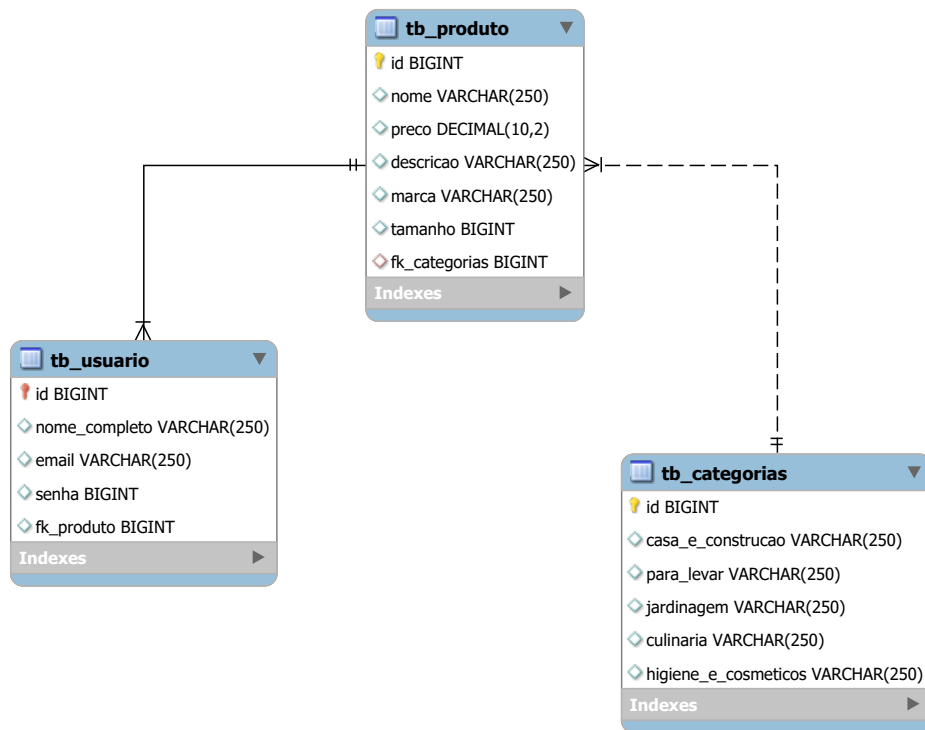 tb_produto
id BIGINT
nome VARCHAR(250)
preco DECIMAL(10,2)
descricao VARCHAR(250)
marca VARCHAR(250)
tamanho BIGINT
fk_categorias BIGINT
Indexes
tb_usuario
id BIGINT
nome_completo VARCHAR(250)
email VARCHAR(250)
senha BIGINT
fk_produto BIGINT
Indexes
tb_categorias
id BIGINT
casa_e_construcao VARCHAR(250)
para_levar VARCHAR(250)
jardinagem VARCHAR(250)
culinaria VARCHAR(250)
higiene_e_cosmeticos VARCHAR(250)
Indexes